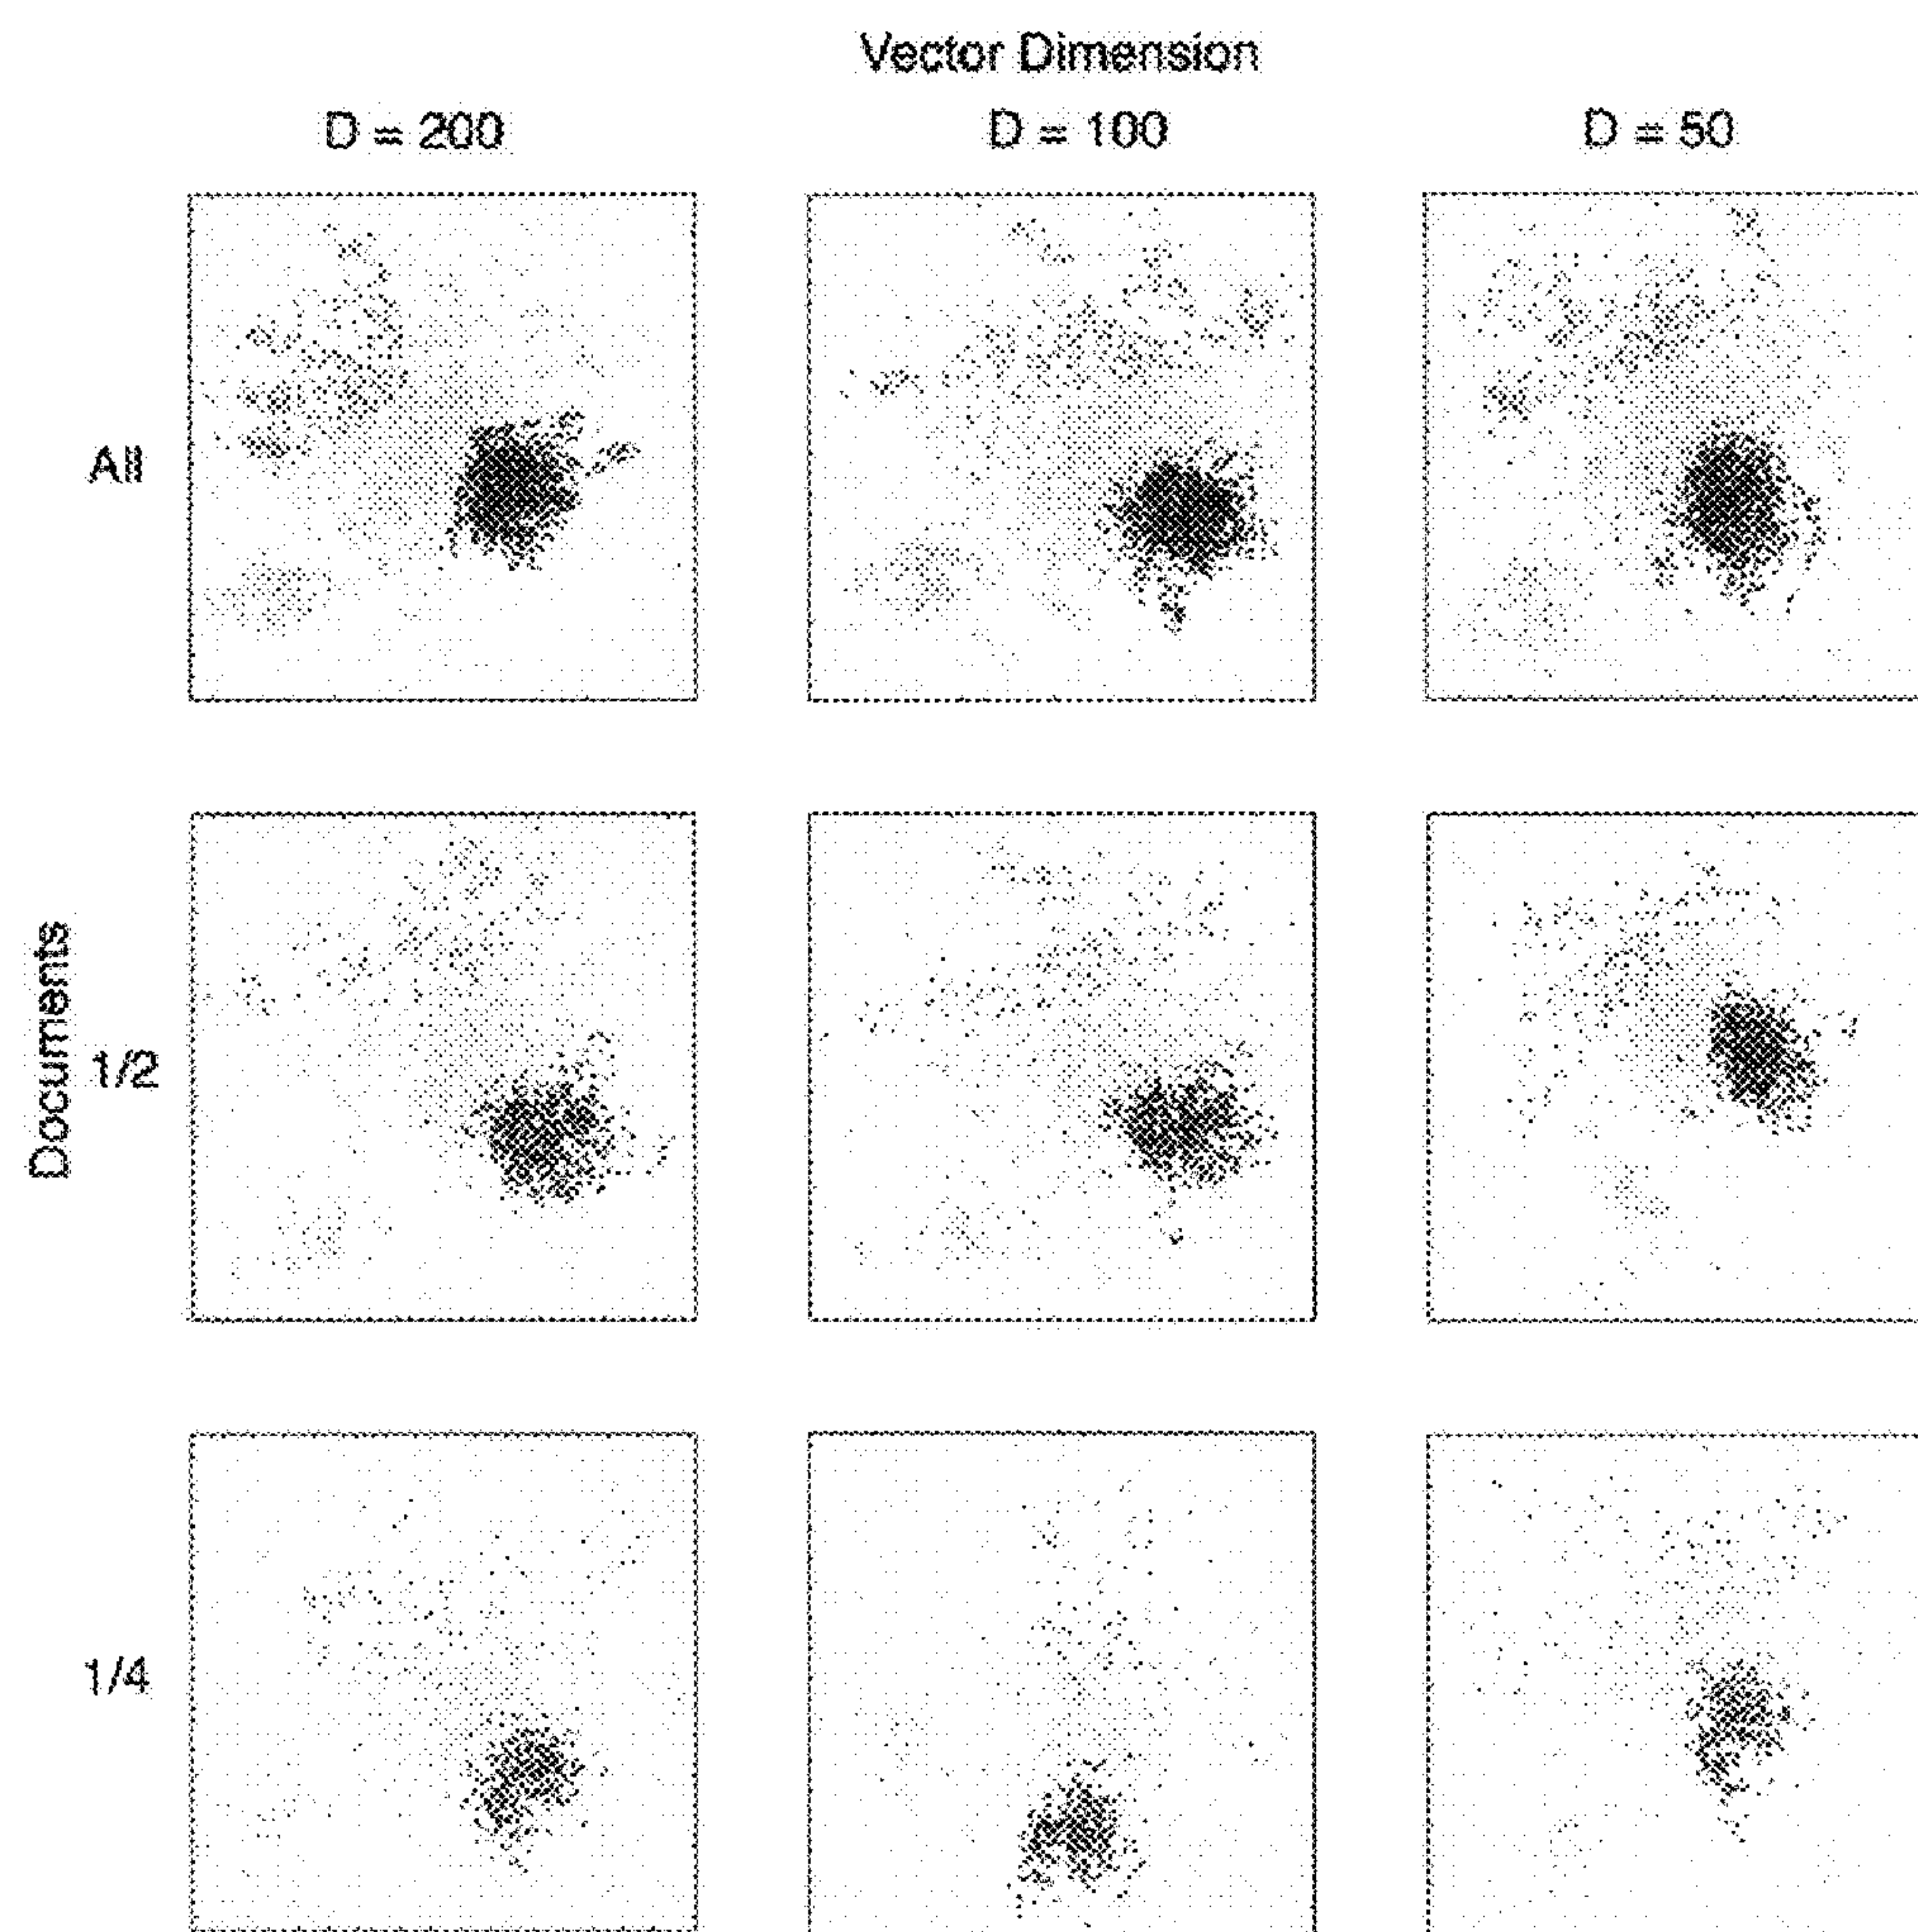 Vector Dimension
D = 200
D = 100
D = 50
All
Documents
1/2
1/4